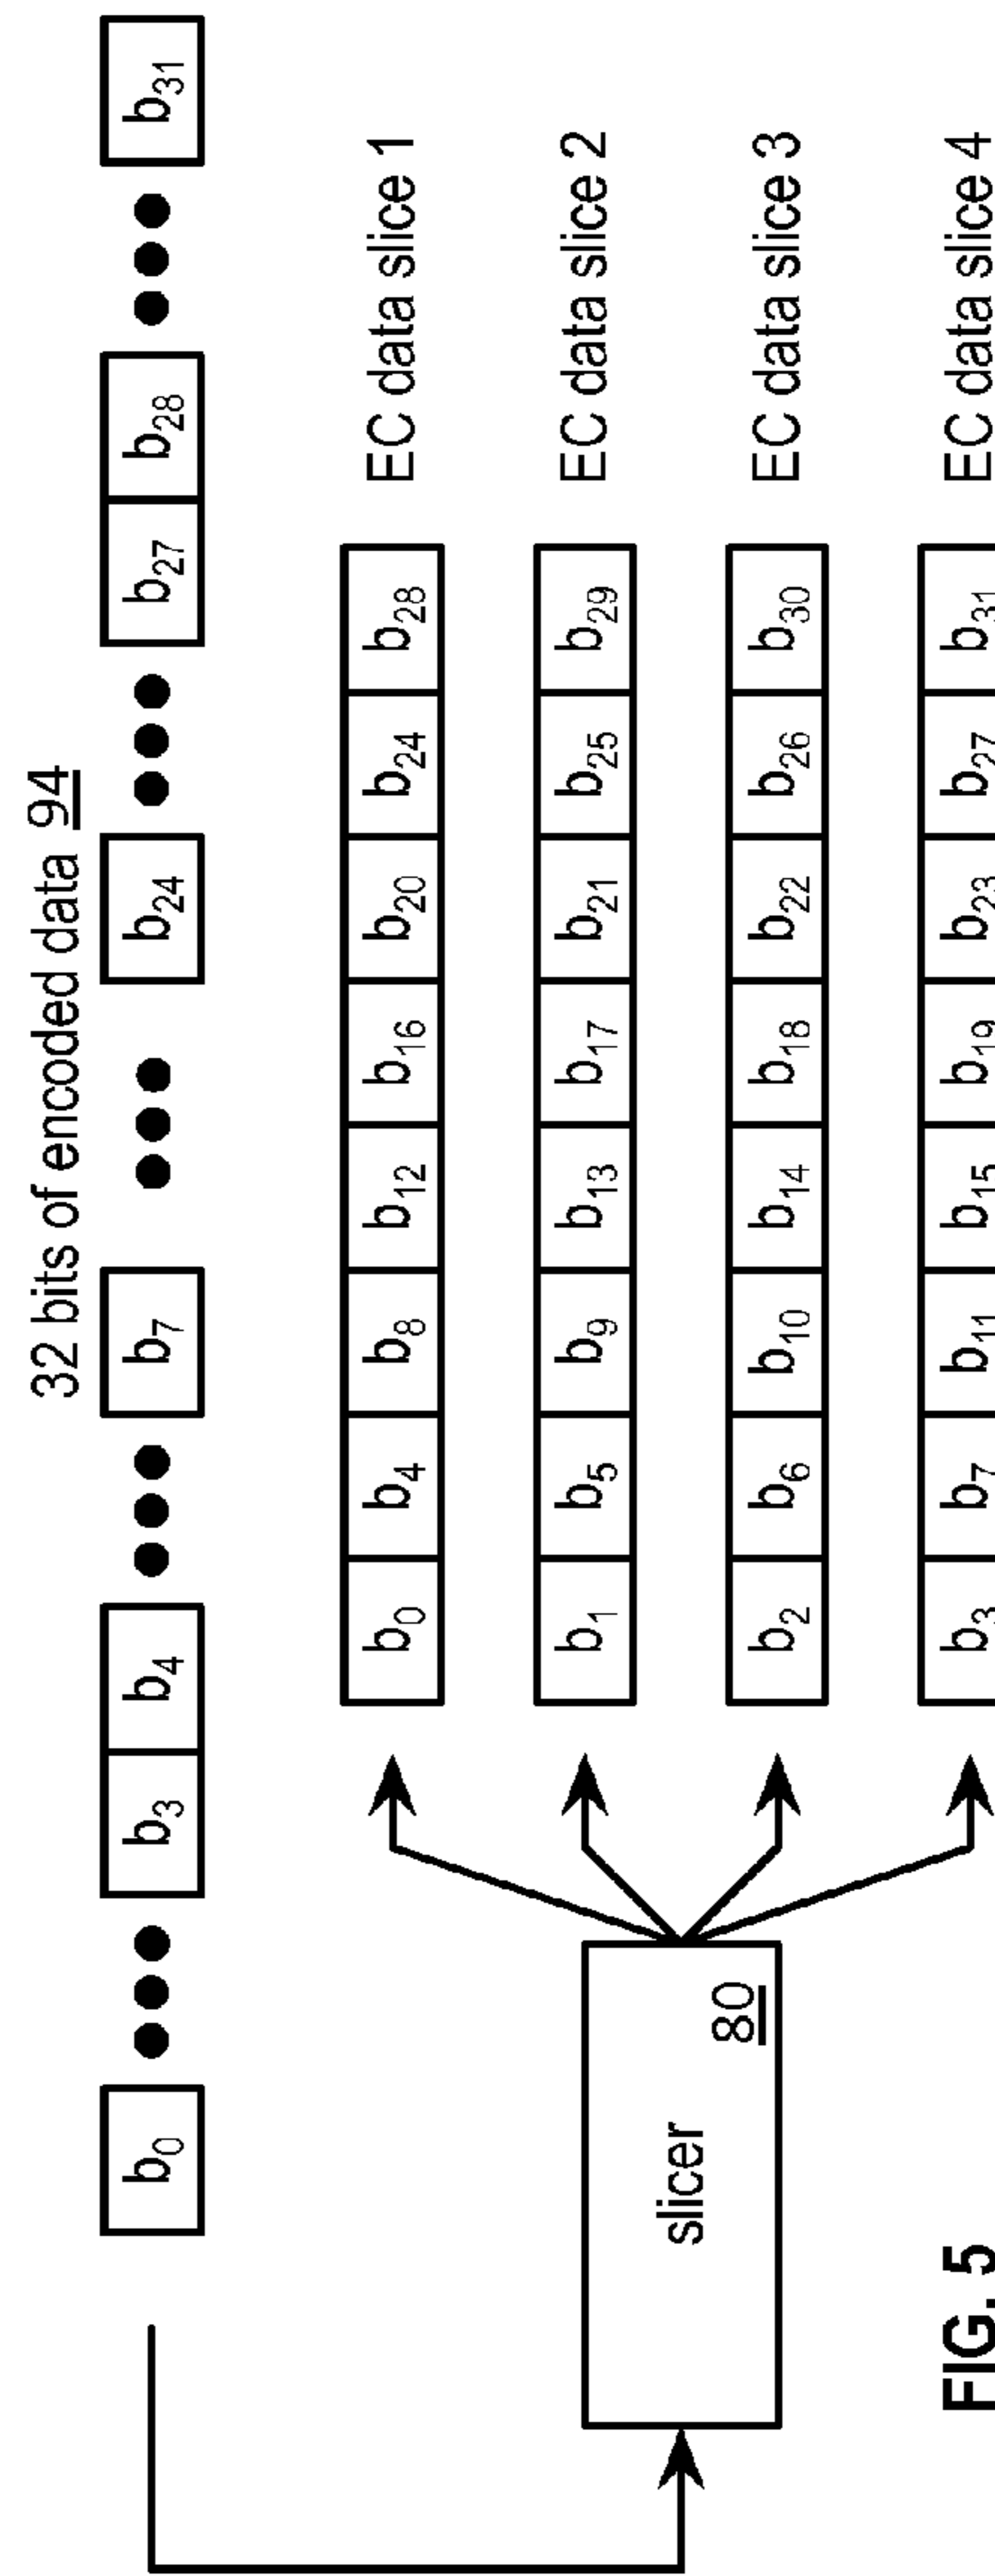 32 bits of encoded data 94
b0 ●●● b3 b4 ●●● b7 ●●● b24 ●●● b27 b28 ●●● b31
b0 b4 b8 b12 b16 b20 b24 b28 EC data slice 1
b1 b5 b9 b13 b17 b21 b25 b29 EC data slice 2
slicer 80
b2 b6 b10 b14 b18 b22 b26 b30 EC data slice 3
b3 b7 b11 b15 b19 b23 b27 b31 EC data slice 4
FIG. 5